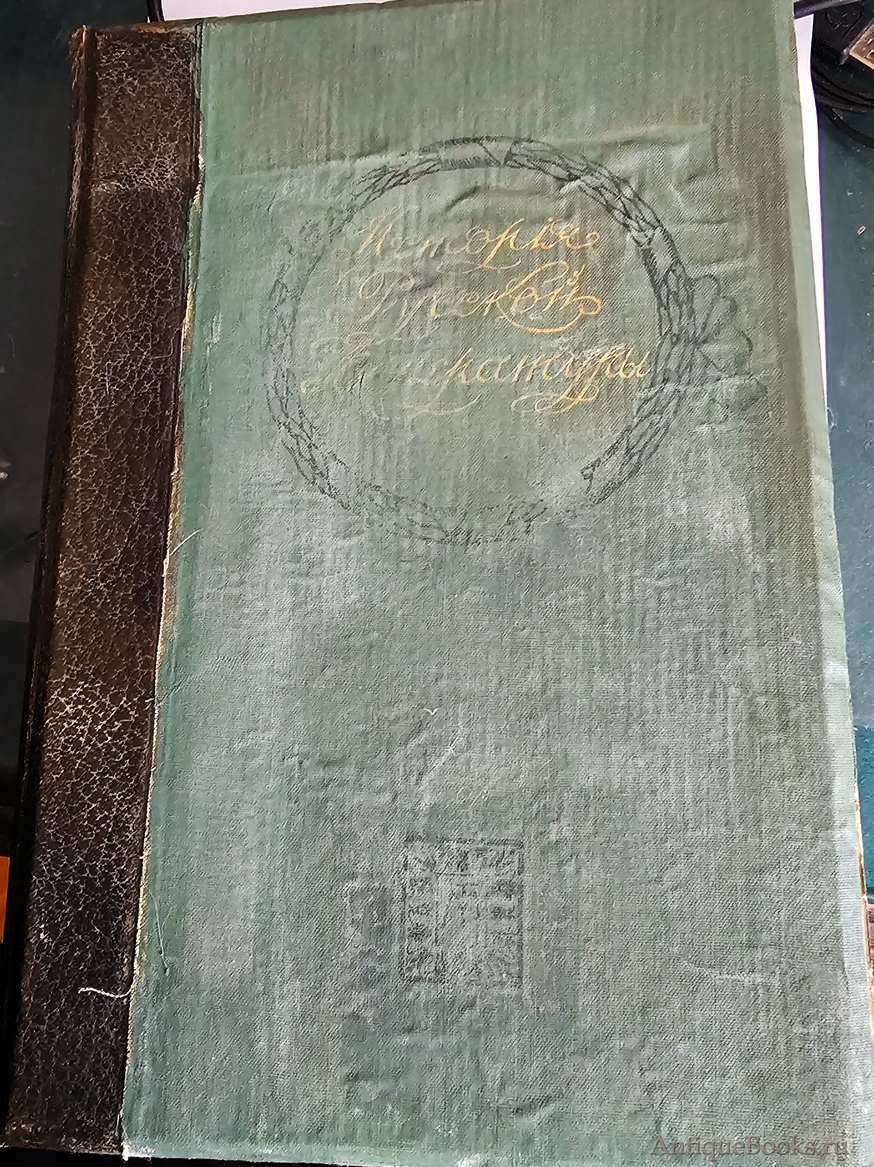 Исторія
Русской
Литературы
AntiqueBooks.ru